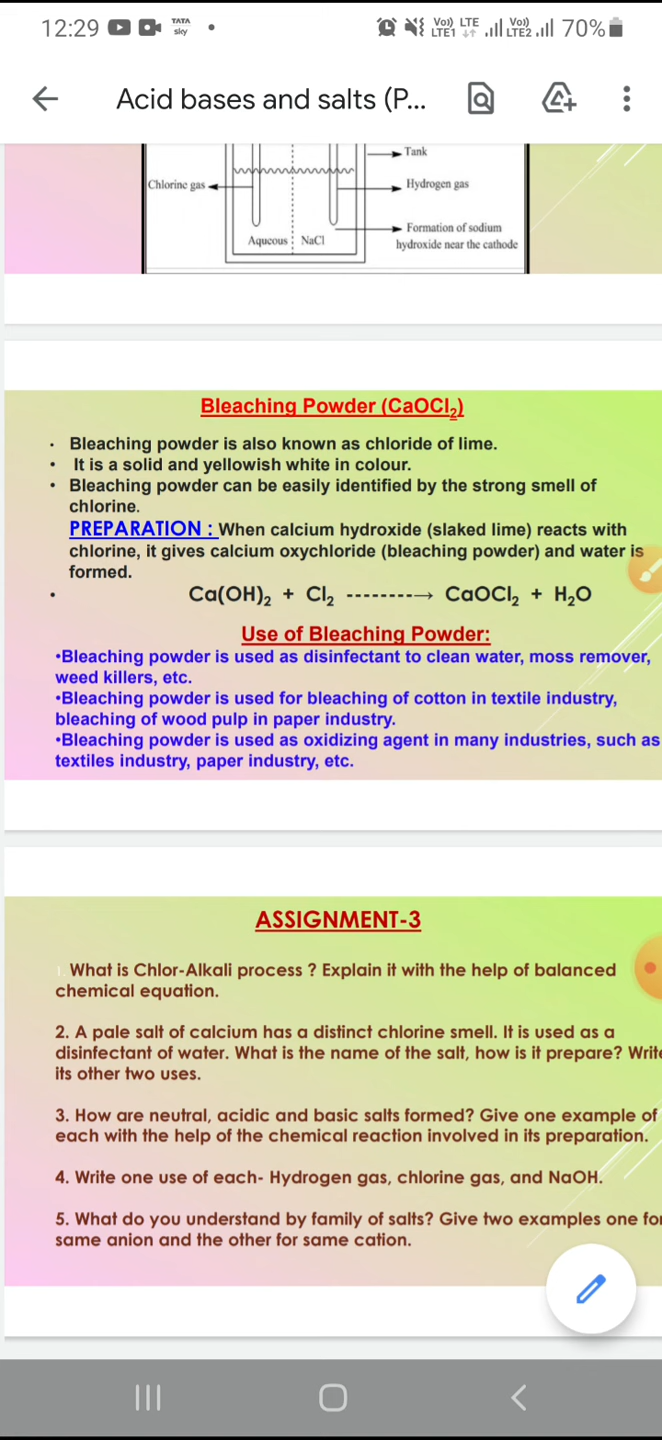 12:29 TATA sky • Vo)) LTE1 LTE Vo)) LTE2 70%
Acid bases and salts (P...
Tank
Chlorine gas
Hydrogen gas
Formation of sodium
Aqueous NaCl hydroxide near the cathode
Bleaching Powder (CaOCl₂)
• Bleaching powder is also known as chloride of lime.
• It is a solid and yellowish white in colour.
• Bleaching powder can be easily identified by the strong smell of
chlorine.
PREPARATION : When calcium hydroxide (slaked lime) reacts with
chlorine, it gives calcium oxychloride (bleaching powder) and water is
formed.
• Ca(OH)₂ + Cl₂ --------→ CaOCl₂ + H₂O
Use of Bleaching Powder:
•Bleaching powder is used as disinfectant to clean water, moss remover,
weed killers, etc.
•Bleaching powder is used for bleaching of cotton in textile industry,
bleaching of wood pulp in paper industry.
•Bleaching powder is used as oxidizing agent in many industries, such as
textiles industry, paper industry, etc.
ASSIGNMENT-3
1. What is Chlor-Alkali process ? Explain it with the help of balanced
chemical equation.
2. A pale salt of calcium has a distinct chlorine smell. It is used as a
disinfectant of water. What is the name of the salt, how is it prepare? Write
its other two uses.
3. How are neutral, acidic and basic salts formed? Give one example of
each with the help of the chemical reaction involved in its preparation.
4. Write one use of each- Hydrogen gas, chlorine gas, and NaOH.
5. What do you understand by family of salts? Give two examples one for
same anion and the other for same cation.